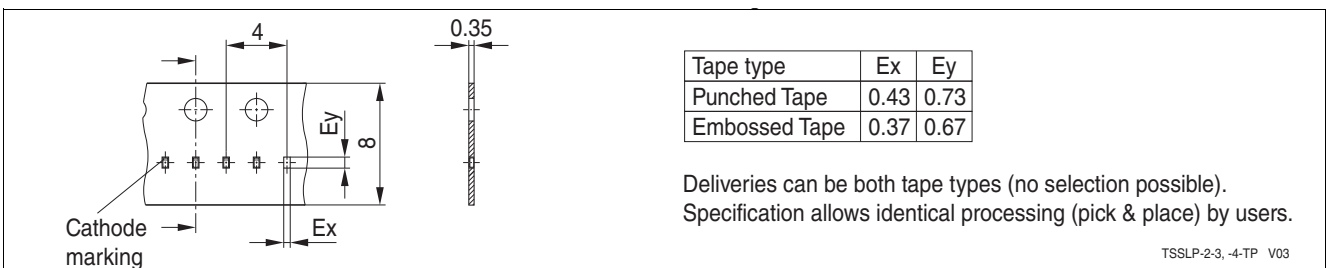 4
0.35
Ey
8
Cathode
marking
Ex
Tape type Ex Ey
Punched Tape 0.43 0.73
Embossed Tape 0.37 0.67
Deliveries can be both tape types (no selection possible).
Specification allows identical processing (pick & place) by users.
TSSLP-2-3, -4-TP V03